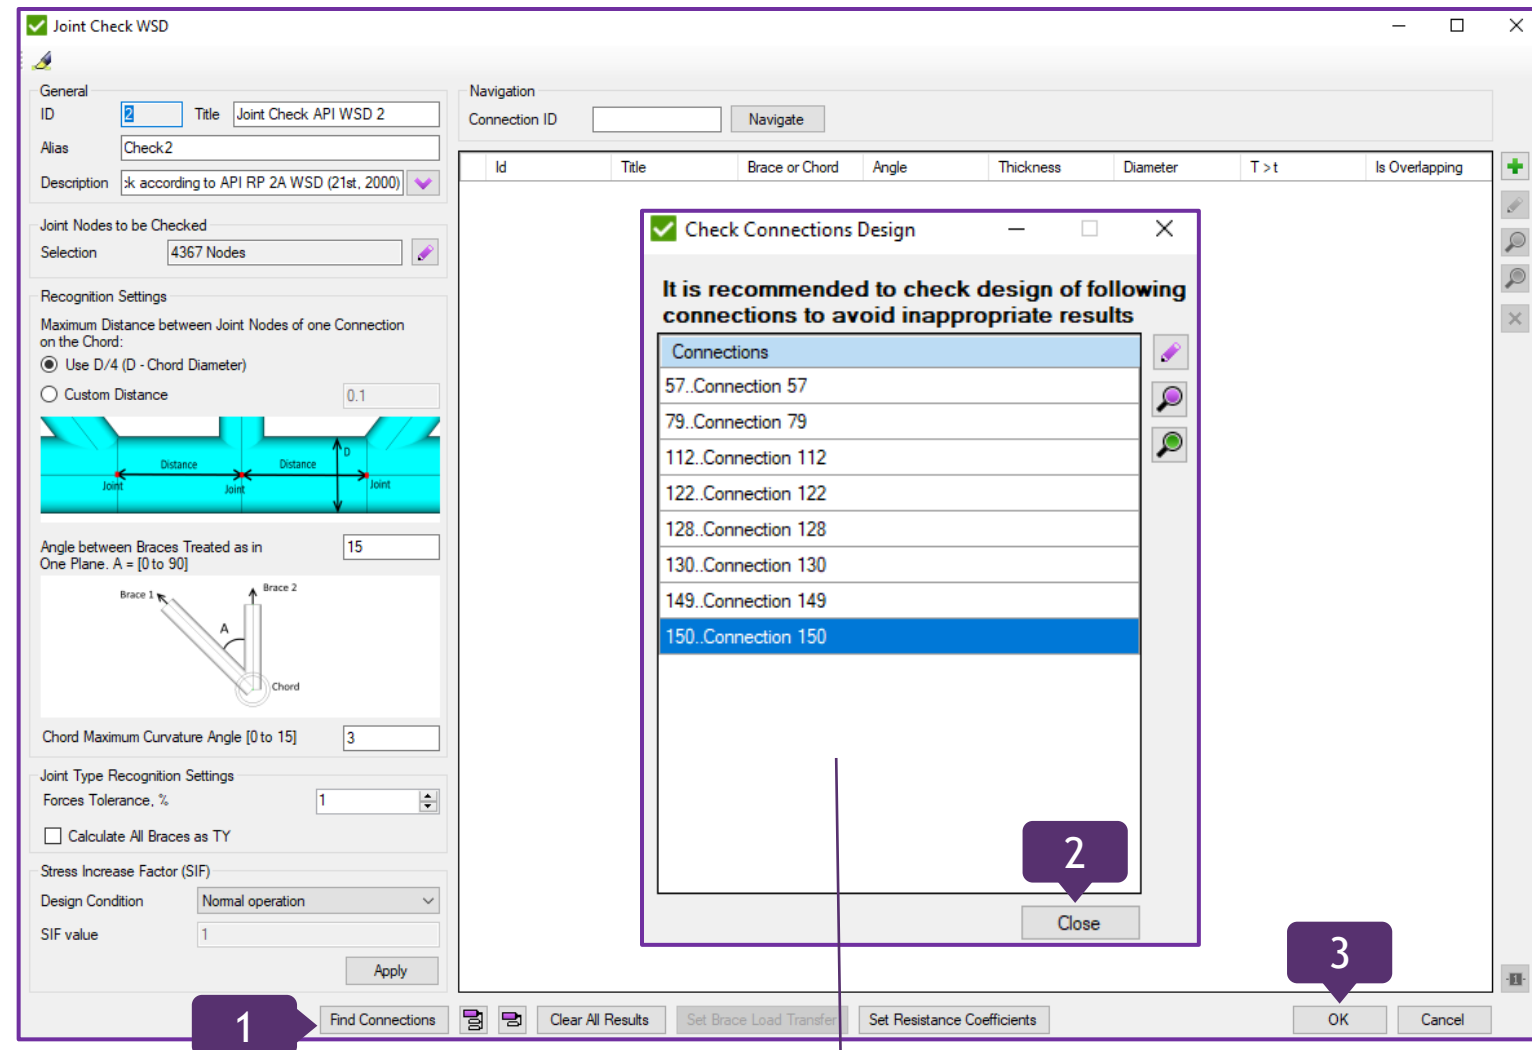 Joint Check WSD
General
ID 2 Title Joint Check API WSD 2
Alias Check2
Description :k according to API RP 2A WSD (21st, 2000)
Joint Nodes to be Checked
Selection 4367 Nodes
Recognition Settings
Maximum Distance between Joint Nodes of one Connection
on the Chord:
Use D/4 (D - Chord Diameter)
Custom Distance 0.1
D
Distance Distance
Joint Joint Joint
Angle between Braces Treated as in
One Plane. A = [0 to 90] 15
Brace 1 Brace 2
A
Chord
Chord Maximum Curvature Angle [0 to 15] 3
Joint Type Recognition Settings
Forces Tolerance, % 1
Calculate All Braces as TY
Stress Increase Factor (SIF)
Design Condition Normal operation
SIF value 1
Apply
Navigation
Connection ID Navigate
Id Title Brace or Chord Angle Thickness Diameter T > t Is Overlapping
Check Connections Design
It is recommended to check design of following
connections to avoid inappropriate results
Connections
57..Connection 57
79..Connection 79
112..Connection 112
122..Connection 122
128..Connection 128
130..Connection 130
149..Connection 149
150..Connection 150
2
Close
3
1
1
Find Connections Clear All Results Set Brace Load Transfer Set Resistance Coefficients OK Cancel